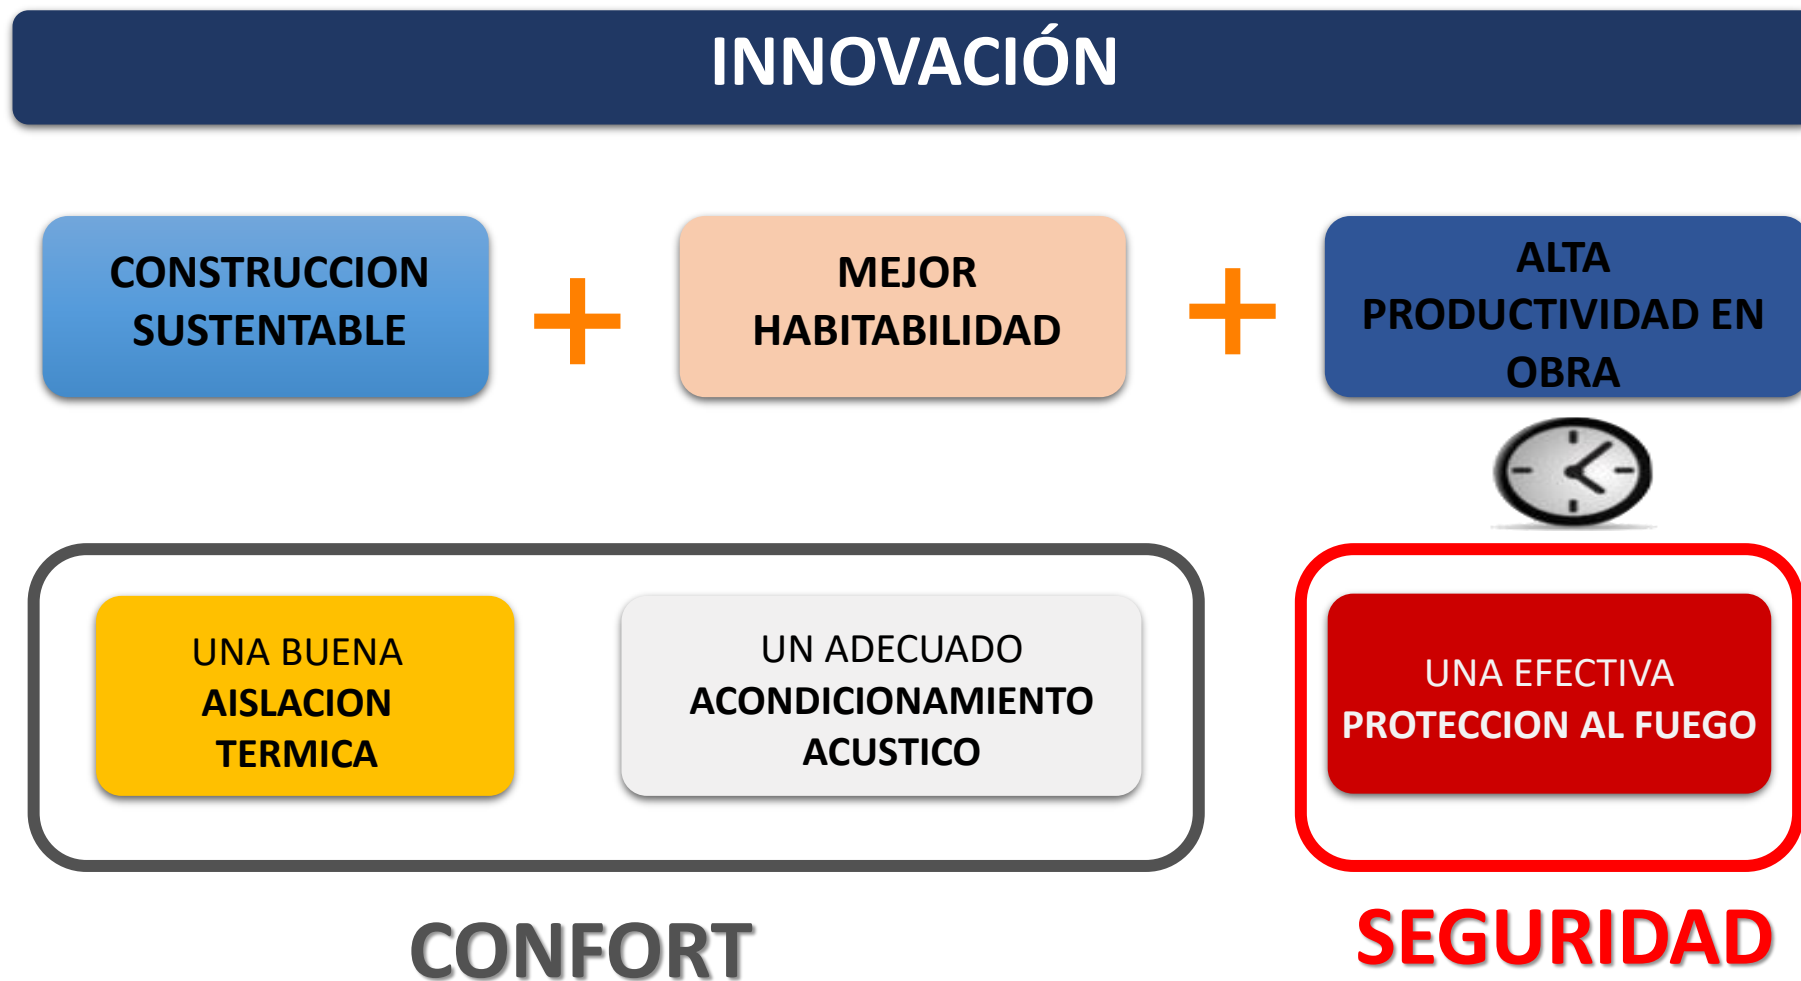 INNOVACIÓN
CONSTRUCCION
SUSTENTABLE
MEJOR
HABITABILIDAD
ALTA
PRODUCTIVIDAD EN
OBRA
UNA BUENA
AISLACION
TERMICA
UN ADECUADO
ACONDICIONAMIENTO
ACUSTICO
UNA EFECTIVA
PROTECCION AL FUEGO
CONFORT
SEGURIDAD